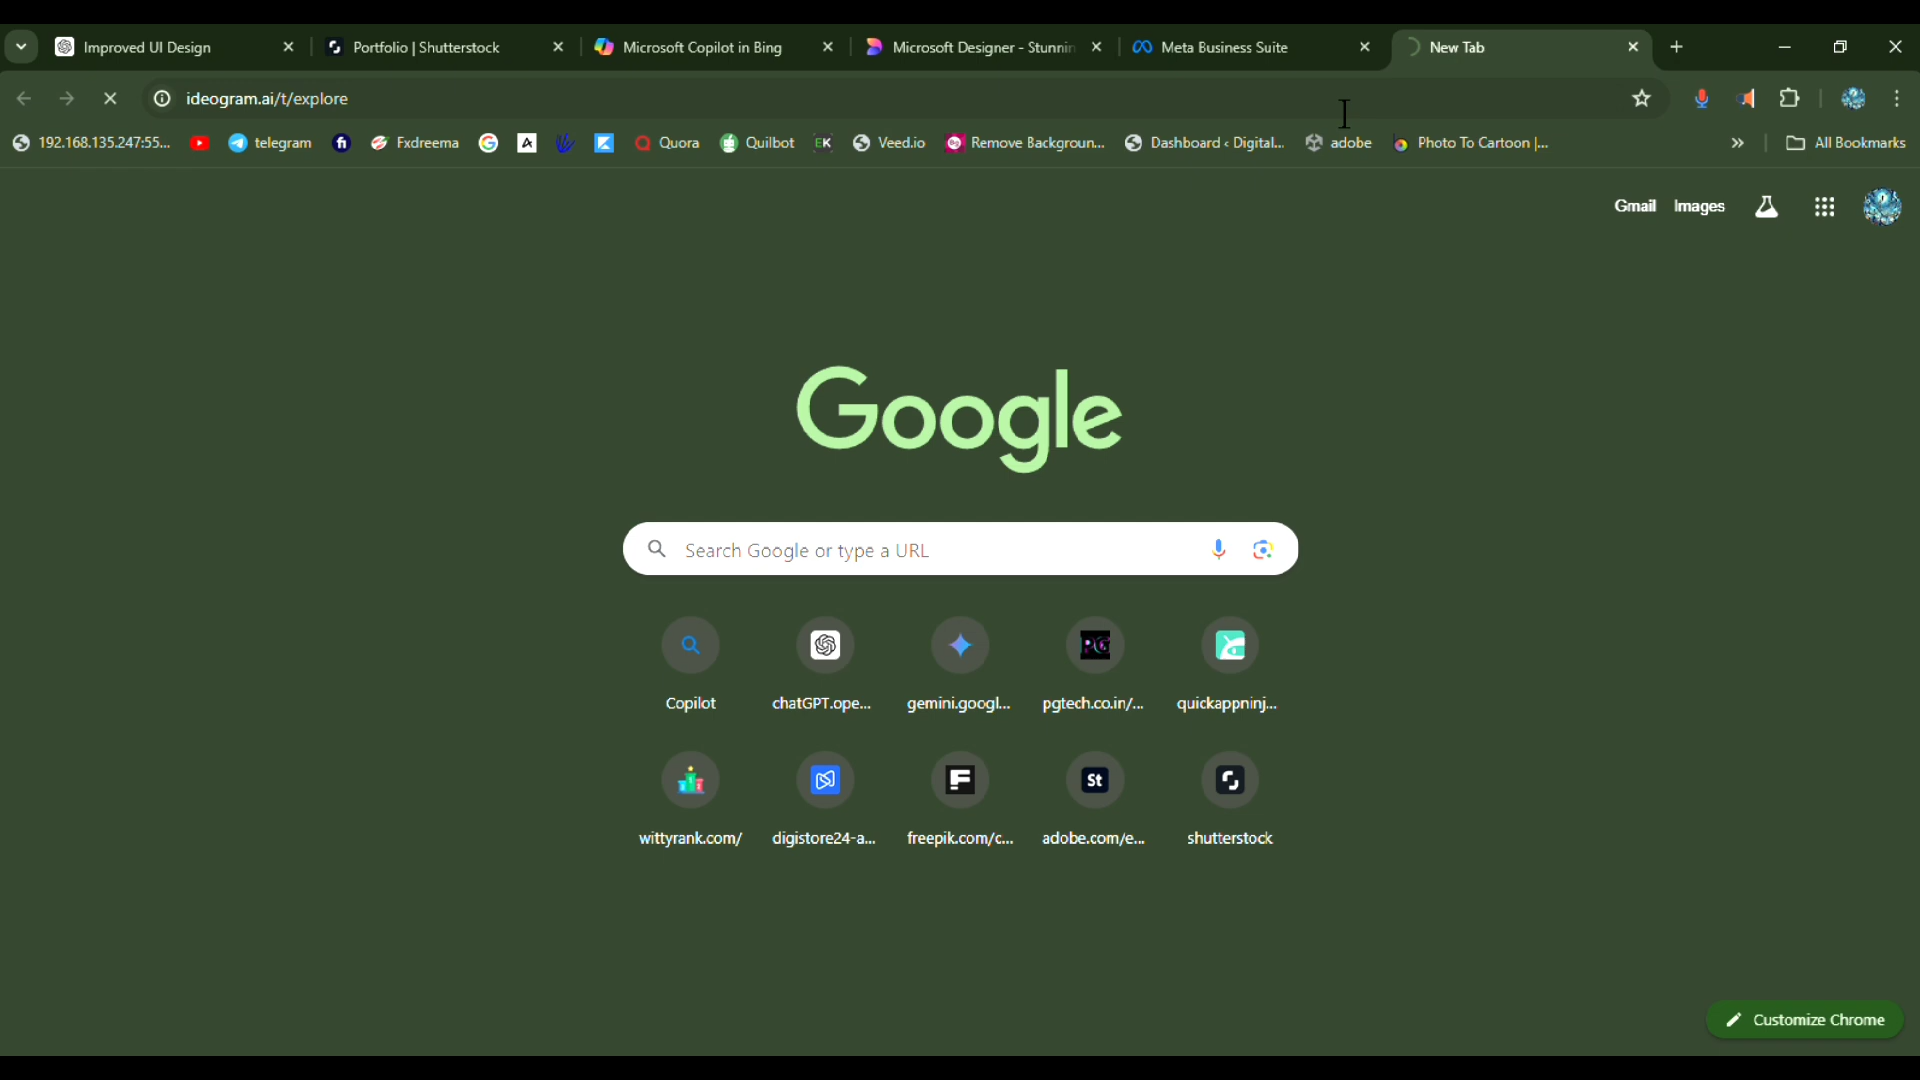 Improved UI Design
Portfolio | Shutterstock
Microsoft Copilot in Bing
Microsoft Designer - Stunnin
Meta Business Suite
New Tab
ideogram.ai/t/explore
192.168.135.247:55...
telegram
Fxdreema
Quora
Quilbot
EK
Veed.io
Remove Backgroun...
Dashboard ‹ Digital...
adobe
Photo To Cartoon |...
All Bookmarks
Gmail
Images
Google
Search Google or type a URL
Copilot
chatGPT.ope...
gemini.googl...
PG
pgtech.co.in/...
quickappninj...
wittyrank.com/
digistore24-a...
freepik.com/c...
St
adobe.com/e...
shutterstock
Customize Chrome